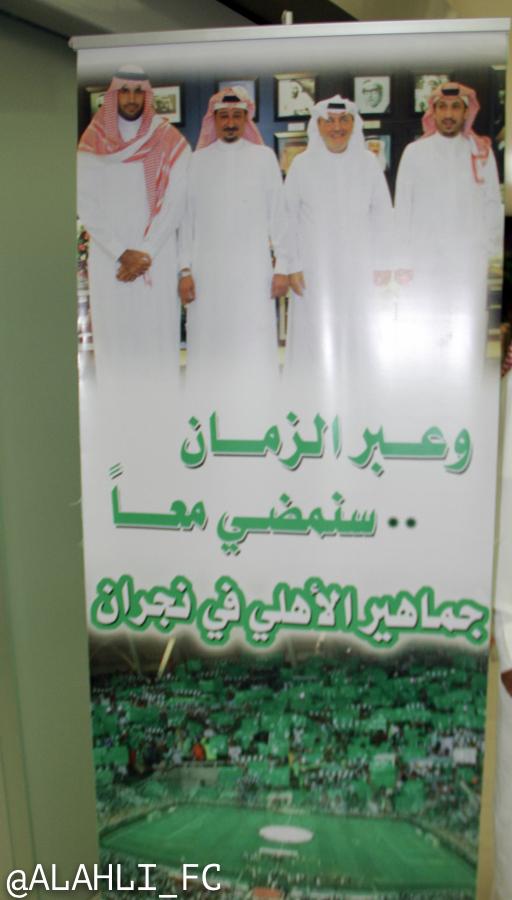 وعبر الزمان
.. سنمضي معاً
جماهير الأهلي في نجران
@ALAHLI_FC